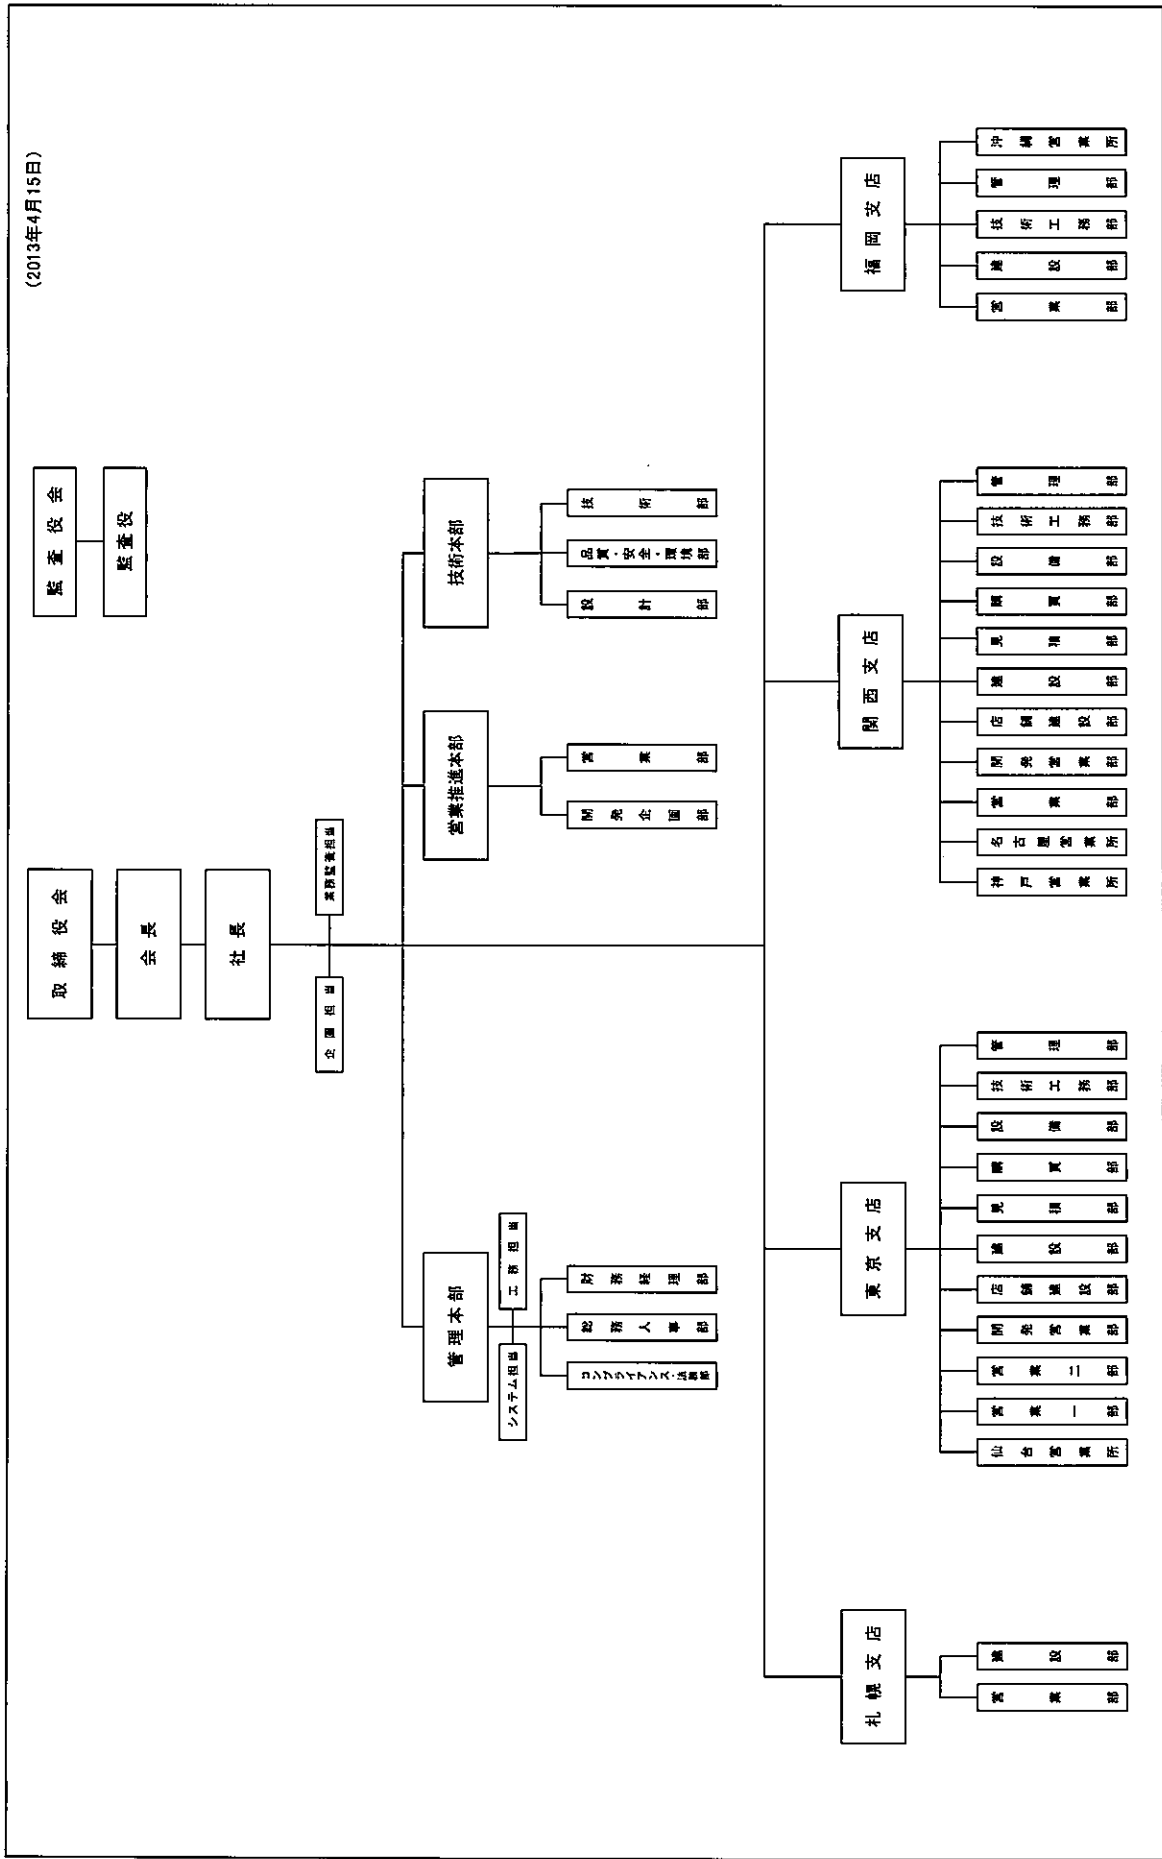 (2013年4月15日)
監査役会
監査役
取締役会
会長
社長
企画担当
業務監査担当
管理本部
営業推進本部
技術本部
システム担当
工務担当
コンプライアンス・法務部
総務人事部
財務経理部
開発企画部
営業部
設計部
品質・安全・環境部
技術部
札幌支店
東京支店
関西支店
福岡支店
営業部
建設部
仙台営業所
営業一部
営業二部
開発営業部
店舗建設部
建設部
見積部
購買部
設備部
技術工務部
管理部
神戸営業所
名古屋営業所
営業部
開発営業部
店舗建設部
建設部
見積部
購買部
設備部
技術工務部
管理部
営業部
建設部
技術工務部
管理部
沖縄営業所